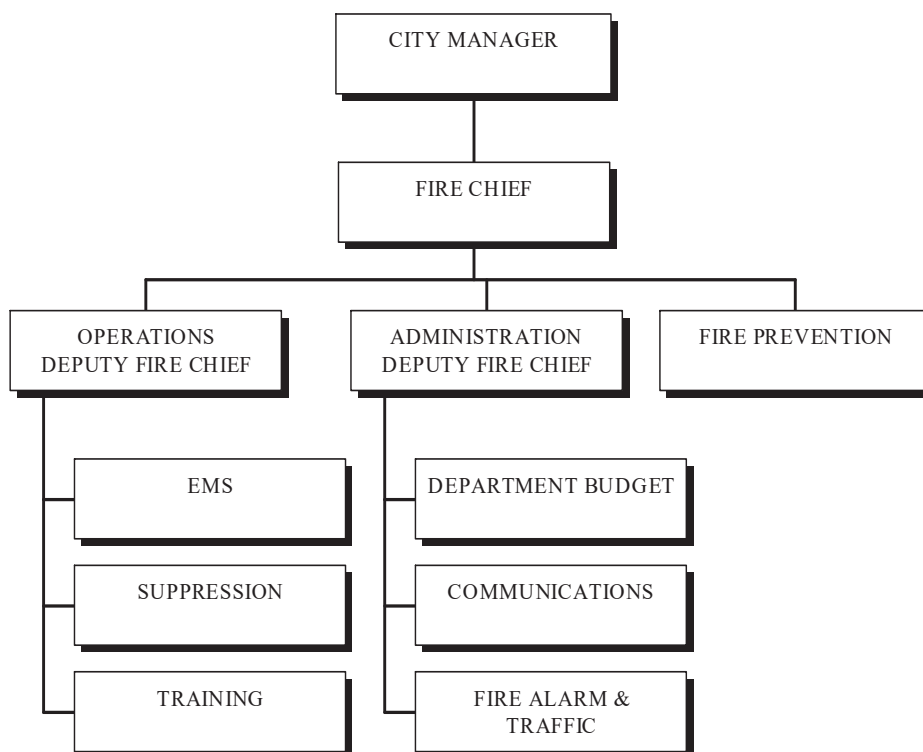 CITY MANAGER
FIRE CHIEF
OPERATIONS
DEPUTY FIRE CHIEF
ADMINISTRATION
DEPUTY FIRE CHIEF
FIRE PREVENTION
EMS
SUPPRESSION
TRAINING
DEPARTMENT BUDGET
COMMUNICATIONS
FIRE ALARM &
TRAFFIC